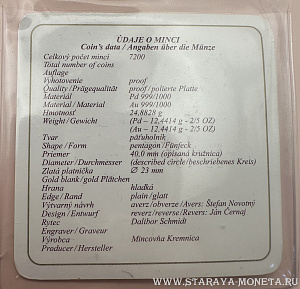 ÚDAJE O MINCI
Coin's data / Angaben über die Münze
Celkový počet mincí 7200
Total number of coins
Auflage
Vyhotovenie proof
Quality / Prägequalität proof / polierte Platte
Materiál Pd 999/1000
Material / Material Au 999/1000
Hmotnosť 24,8828 g
Weight / Gewicht (Pd – 12,4414 g - 2/5 OZ)
(Au – 12,4414 g - 2/5 OZ)
Tvar päťuholník
Shape / Form pentagon / Fünfeck
Priemer 40,0 mm (opísaná kružnica)
Diameter / Durchmesser (described circle/beschriebenes Kreis)
Zlatá platnička Ø 23 mm
Gold blank / gold Plätchen
Hrana hladká
Edge / Rand plain / glatt
Výtvarný návrh averz /obverze /Avers: Štefan Novotný
Design / Entwurf reverz /reverse / Revers: Ján Černaj
Rytec Dalibor Schmidt
Engraver / Graveur
Výrobca Mincovňa Kremnica
Producer / Hersteller
WWW.STARAYA-MONETA.RU